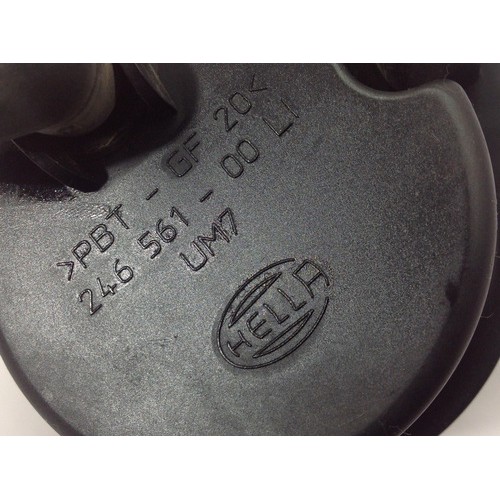 >PBT - GF 20<
246 561 - 00 LI
UM7
HELLA